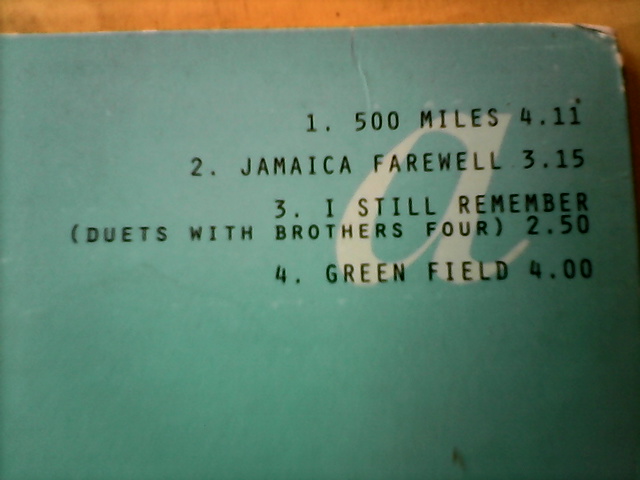 a
1. 500 MILES 4.11
2. JAMAICA FAREWELL 3.15
3. I STILL REMEMBER
(DUETS WITH BROTHERS FOUR) 2.50
4. GREEN FIELD 4.00